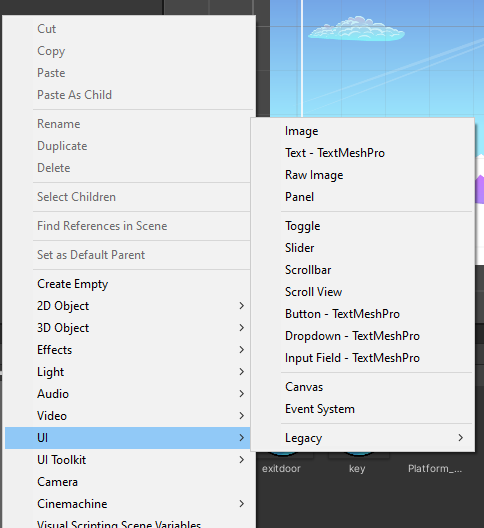 Cut
Copy
Paste
Paste As Child
Rename
Duplicate
Delete
Select Children
Find References in Scene
Set as Default Parent
Create Empty
2D Object
3D Object
Effects
Light
Audio
Video
UI
UI Toolkit
Camera
Cinemachine
Visual Scripting Scene Variables
Image
Text - TextMeshPro
Raw Image
Panel
Toggle
Slider
Scrollbar
Scroll View
Button - TextMeshPro
Dropdown - TextMeshPro
Input Field - TextMeshPro
Canvas
Event System
Legacy
exitdoor
key
Platform_...